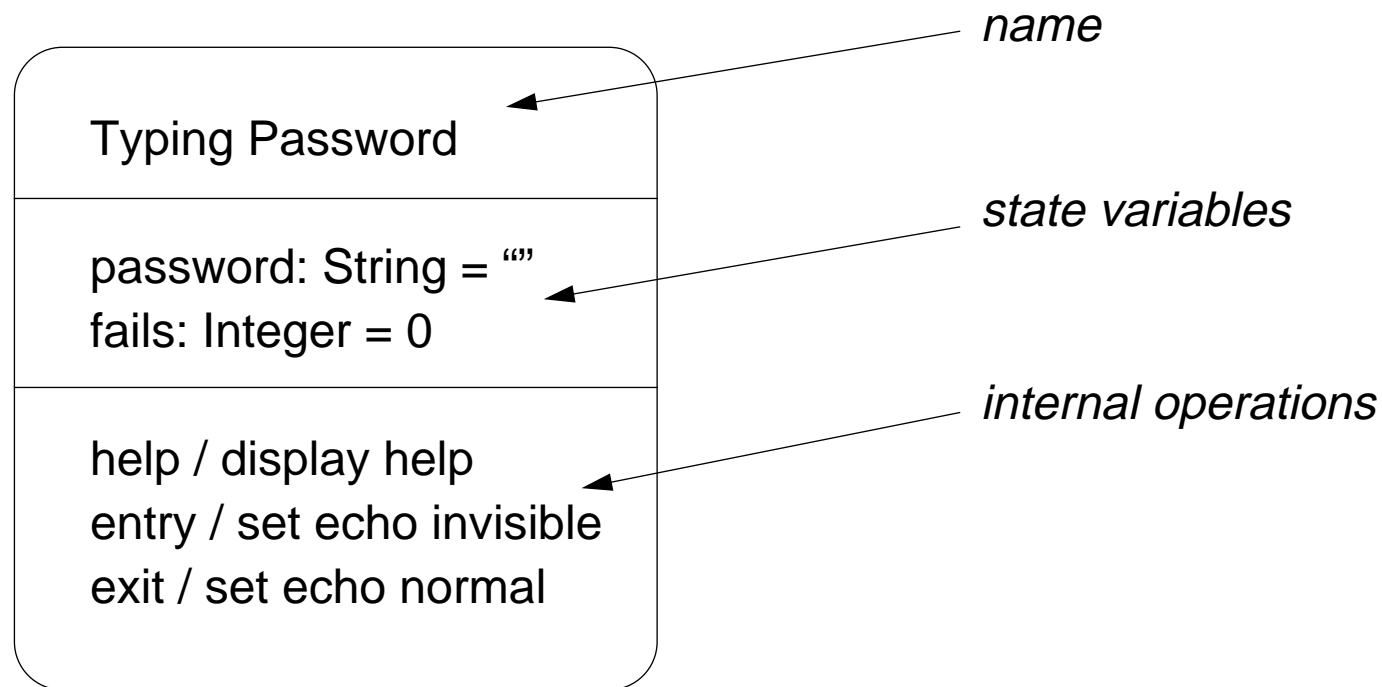 name
Typing Password
state variables
password: String = “”
fails: Integer = 0
internal operations
help / display help
entry / set echo invisible
exit / set echo normal